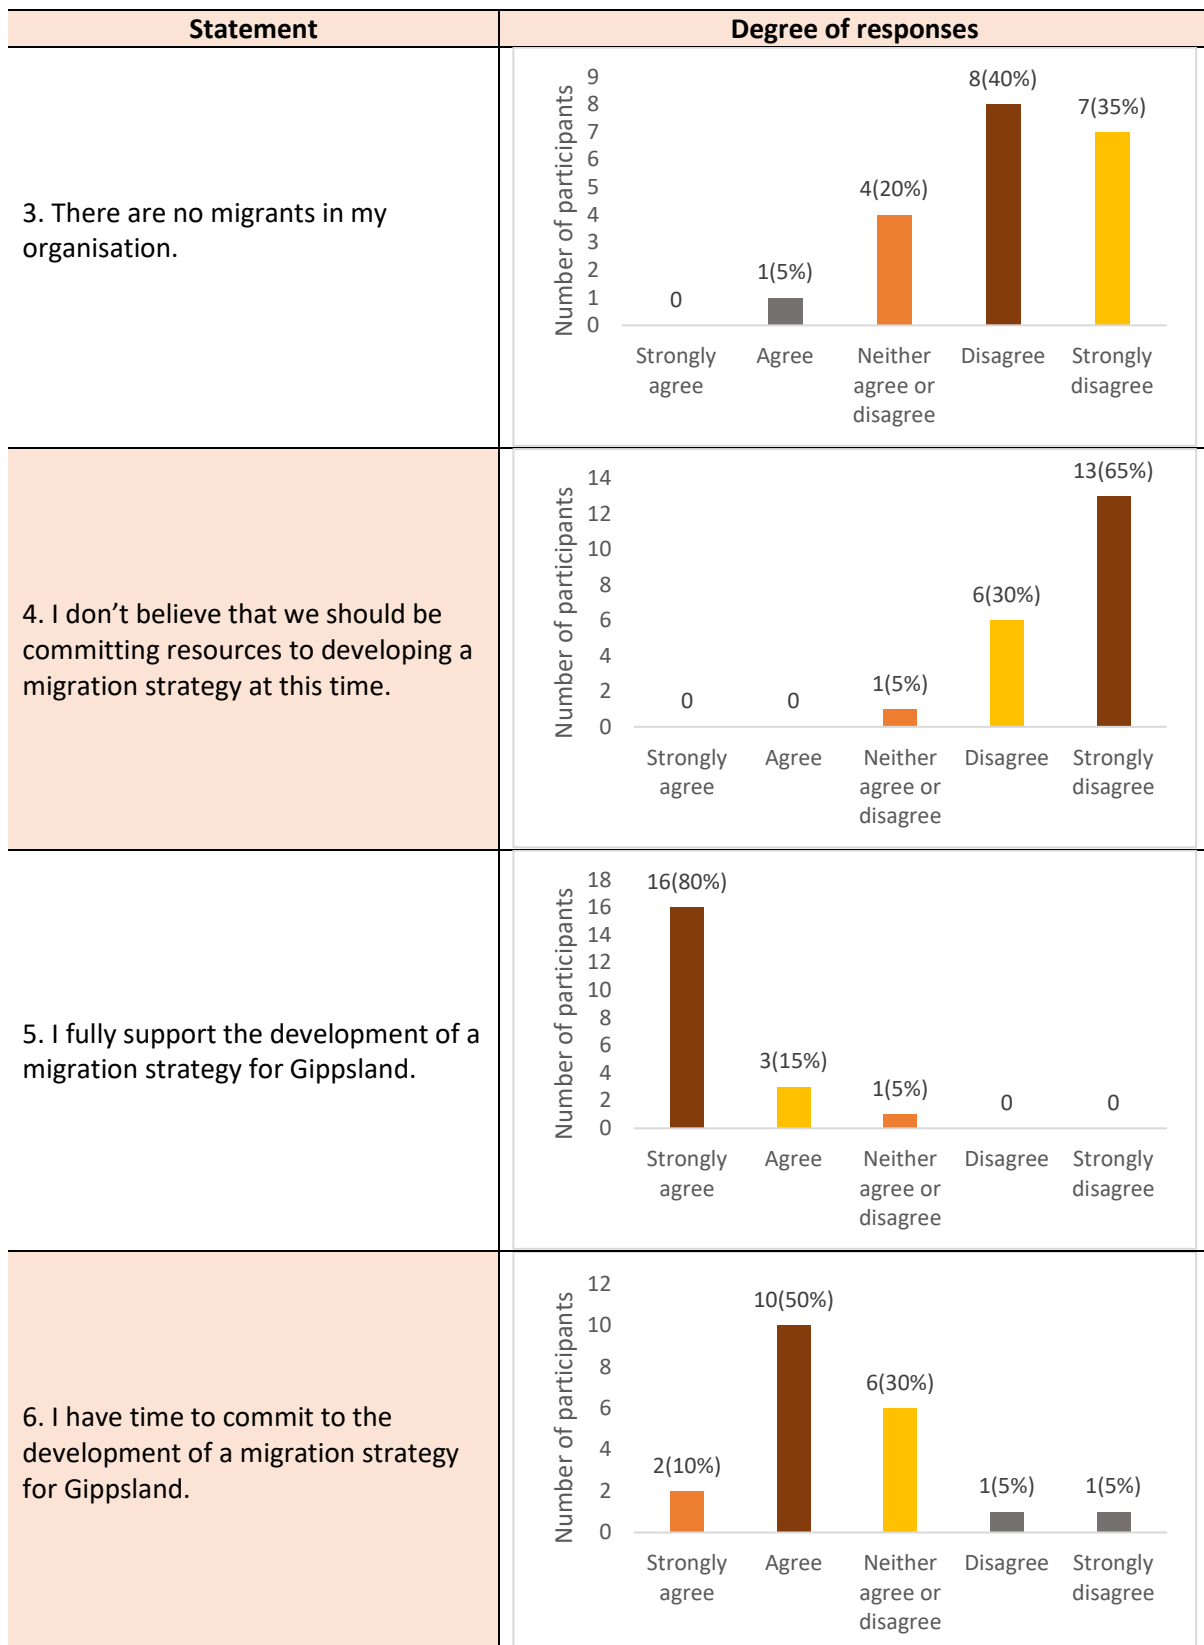 Statement
Degree of responses
3. There are no migrants in my
organisation.
Number of participants
9
8
7
6
5
4
3
2
1
0
0
1(5%)
4(20%)
8(40%)
7(35%)
Strongly
agree
Agree
Neither
agree or
disagree
Disagree
Strongly
disagree
4. I don’t believe that we should be
committing resources to developing a
migration strategy at this time.
Number of participants
14
12
10
8
6
4
2
0
0
0
1(5%)
6(30%)
13(65%)
Strongly
agree
Agree
Neither
agree or
disagree
Disagree
Strongly
disagree
5. I fully support the development of a
migration strategy for Gippsland.
Number of participants
18
16
14
12
10
8
6
4
2
0
16(80%)
3(15%)
1(5%)
0
0
Strongly
agree
Agree
Neither
agree or
disagree
Disagree
Strongly
disagree
6. I have time to commit to the
development of a migration strategy
for Gippsland.
Number of participants
12
10
8
6
4
2
0
2(10%)
10(50%)
6(30%)
1(5%)
1(5%)
Strongly
agree
Agree
Neither
agree or
disagree
Disagree
Strongly
disagree